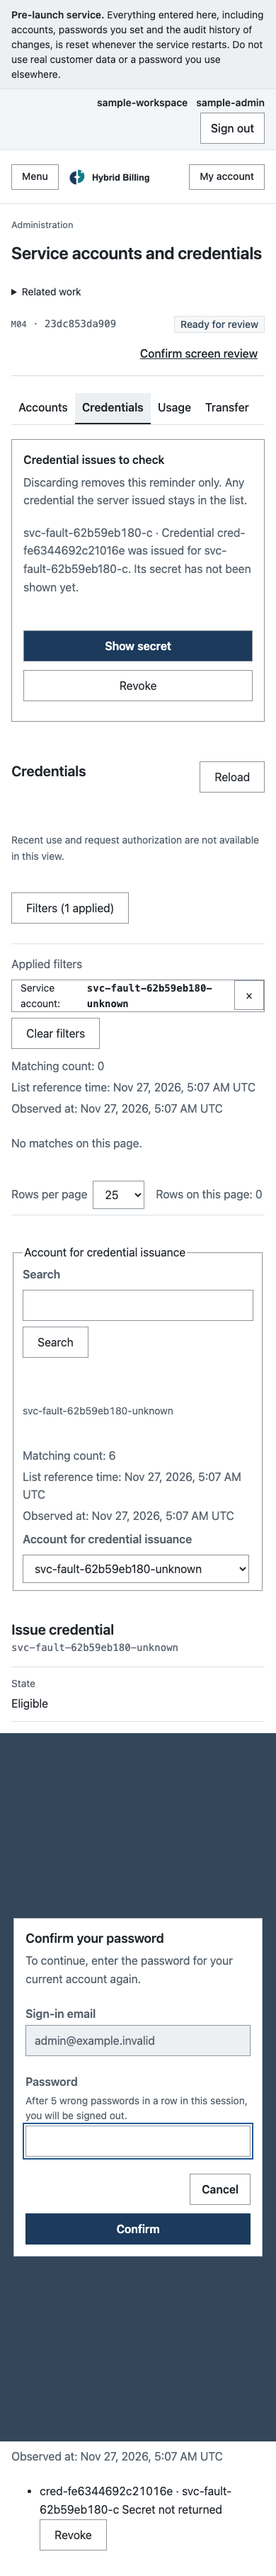 Pre-launch service. Everything entered here, including
accounts, passwords you set and the audit history of
changes, is reset whenever the service restarts. Do not
use real customer data or a password you use
elsewhere.
sample-workspace sample-admin
Sign out
Menu
Hybrid Billing
My account
Administration
Service accounts and credentials
▶ Related work
M04 · 23dc853da909
Ready for review
Confirm screen review
Accounts Credentials Usage Transfer
Credential issues to check
Discarding removes this reminder only. Any
credential the server issued stays in the list.
svc-fault-62b59eb180-c · Credential cred-
fe6344692c21016e was issued for svc-
fault-62b59eb180-c. Its secret has not been
shown yet.
Show secret
Revoke
Credentials
Reload
Recent use and request authorization are not available
in this view.
Filters (1 applied)
Applied filters
Service
account:
svc-fault-62b59eb180-
unknown
×
Clear filters
Matching count: 0
List reference time: Nov 27, 2026, 5:07 AM UTC
Observed at: Nov 27, 2026, 5:07 AM UTC
No matches on this page.
Rows per page 25 Rows on this page: 0
Account for credential issuance
Search
Search
svc-fault-62b59eb180-unknown
Matching count: 6
List reference time: Nov 27, 2026, 5:07 AM
UTC
Observed at: Nov 27, 2026, 5:07 AM UTC
Account for credential issuance
svc-fault-62b59eb180-unknown
Issue credential
svc-fault-62b59eb180-unknown
State
Eligible
Confirm your password
To continue, enter the password for your
current account again.
Sign-in email
admin@example.invalid
Password
After 5 wrong passwords in a row in this session,
you will be signed out.
Cancel
Confirm
Observed at: Nov 27, 2026, 5:07 AM UTC
• cred-fe6344692c21016e · svc-fault-
62b59eb180-c Secret not returned
Revoke